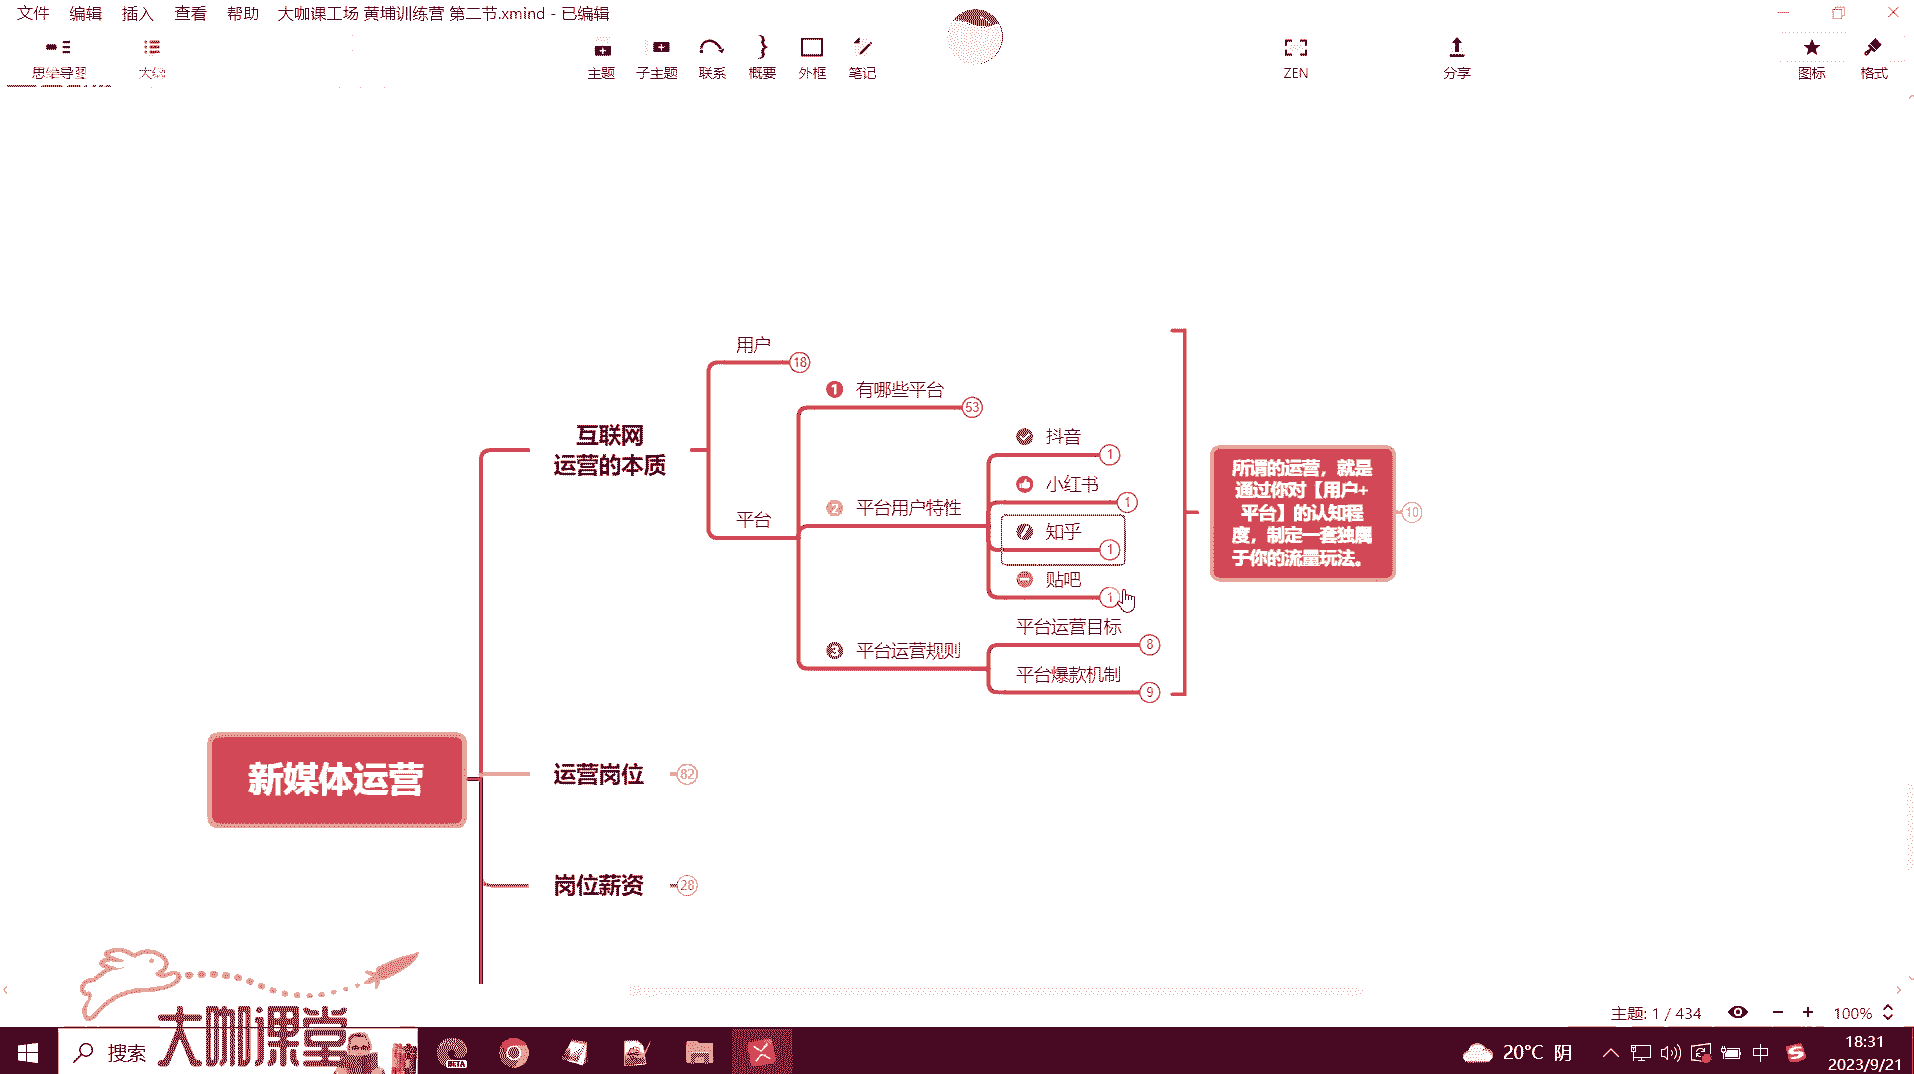 文件 编辑 插入 查看 帮助 大咖课工场 黄埔训练营 第二节.xmind - 已编辑
思维导图 大纲 主题 子主题 联系 概要 外框 笔记 ZEN 分享 图标 格式
用户
18
1 有哪些平台
53
抖音
1
互联网
运营的本质
小红书
1
2 平台用户特性
平台
知乎
1
贴吧
1
平台运营目标
8
3 平台运营规则
平台爆款机制
9
所谓的运营，就是
通过你对【用户+
平台】的认知程
度，制定一套独属
于你的流量玩法。
10
新媒体运营
运营岗位
82
岗位薪资
28
大咖课堂
主题: 1 / 434
100%
搜索
BETA
20°C 阴
中
18:31
2023/9/21